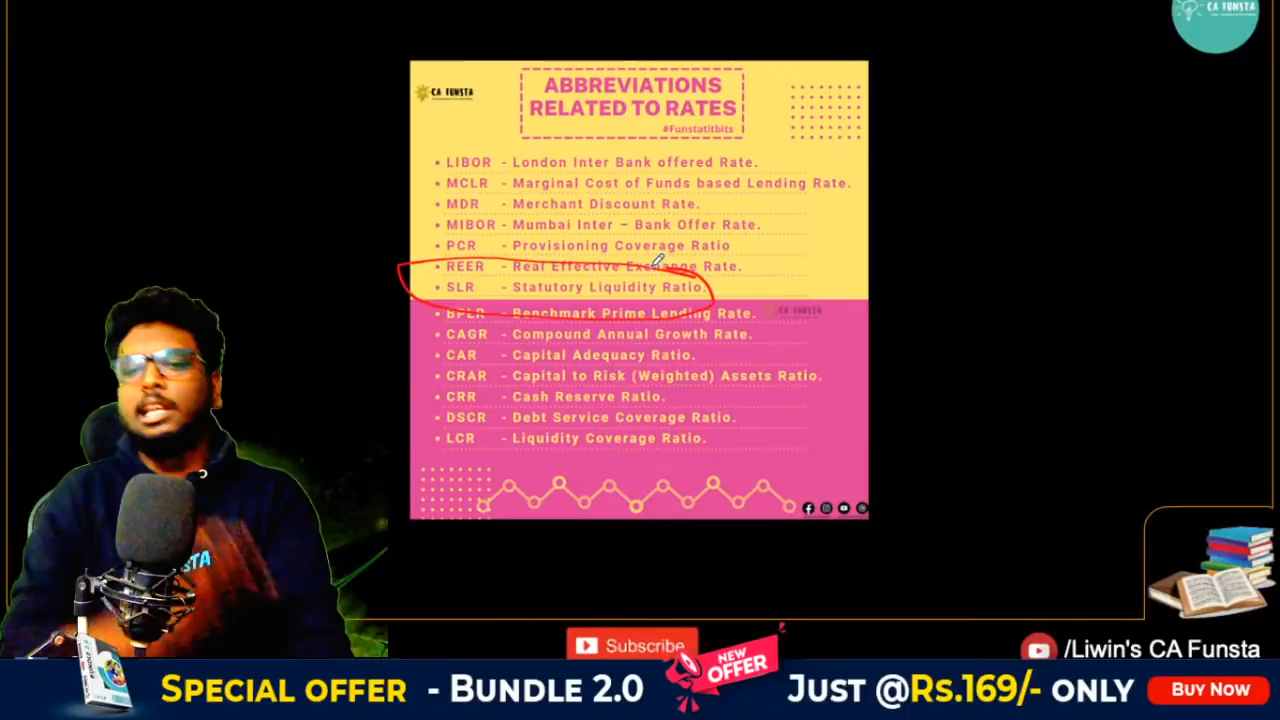 CA FUNSTA
CA FUNSTA
ABBREVIATIONS
RELATED TO RATES
#Funstatitbits
• LIBOR - London Inter Bank offered Rate.
• MCLR - Marginal Cost of Funds based Lending Rate.
• MDR - Merchant Discount Rate.
• MIBOR - Mumbai Inter – Bank Offer Rate.
• PCR - Provisioning Coverage Ratio
• REER - Real Effective Exchange Rate.
• SLR - Statutory Liquidity Ratio.
• BPLR - Benchmark Prime Lending Rate.
CA FUNSTA
• CAGR - Compound Annual Growth Rate.
• CAR - Capital Adequacy Ratio.
• CRAR - Capital to Risk (Weighted) Assets Ratio.
• CRR - Cash Reserve Ratio.
• DSCR - Debt Service Coverage Ratio.
• LCR - Liquidity Coverage Ratio.
STA
Subscribe
/Liwin's CA Funsta
SPECIAL OFFER - BUNDLE 2.0
NEW
OFFER
JUST @Rs.169/- ONLY
BUY NOW